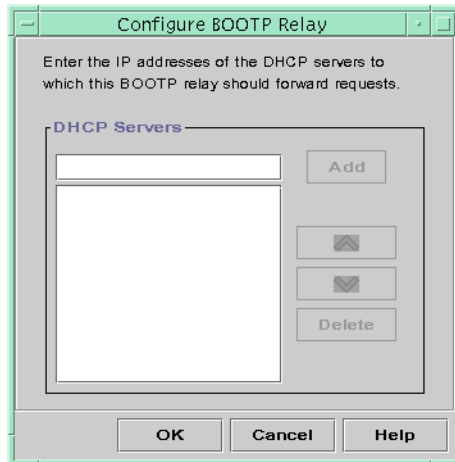 Configure BOOTP Relay
Enter the IP addresses of the DHCP servers to
which this BOOTP relay should forward requests.
DHCP Servers
Add
Delete
OK Cancel Help